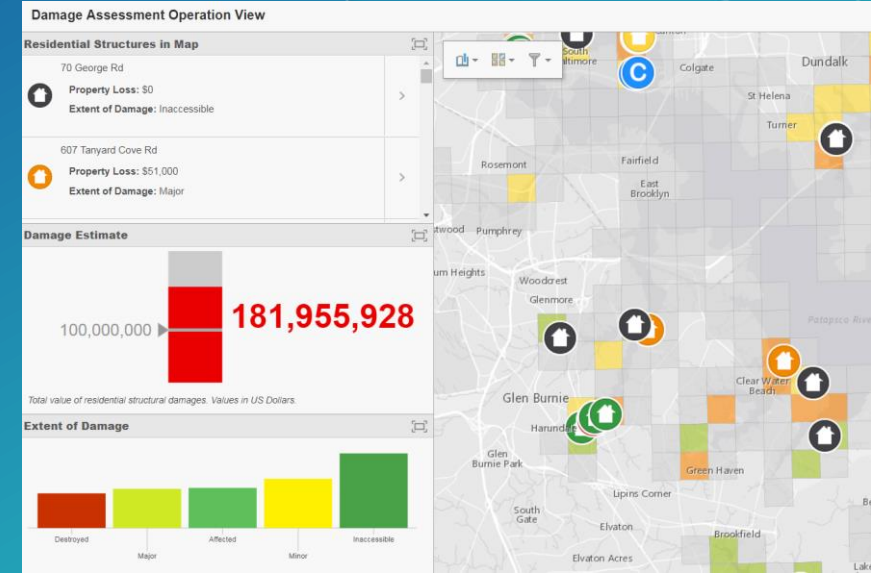 Damage Assessment Operation View
Residential Structures in Map
70 George Rd
Property Loss: $0
Extent of Damage: Inaccessible
607 Tanyard Cove Rd
Property Loss: $51,000
Extent of Damage: Major
Damage Estimate
100,000,000
181,955,928
Total value of residential structural damages. Values in US Dollars.
Extent of Damage
Destroyed
Major
Affected
Minor
Inaccessible
South
C
Colgate
Dundalk
St Helena
Turner
Rosemont
Fairfield
East
Brooklyn
Pumphrey
um Heights
Woodcrest
Glenmore
Patapsco Rive
Clear Water
Beach
Glen Burnie
Harundale
Glen
Burnie Park
Green Haven
Lipins Corner
South
Gate
Elvaton
Brookfield
Elvaton Acres